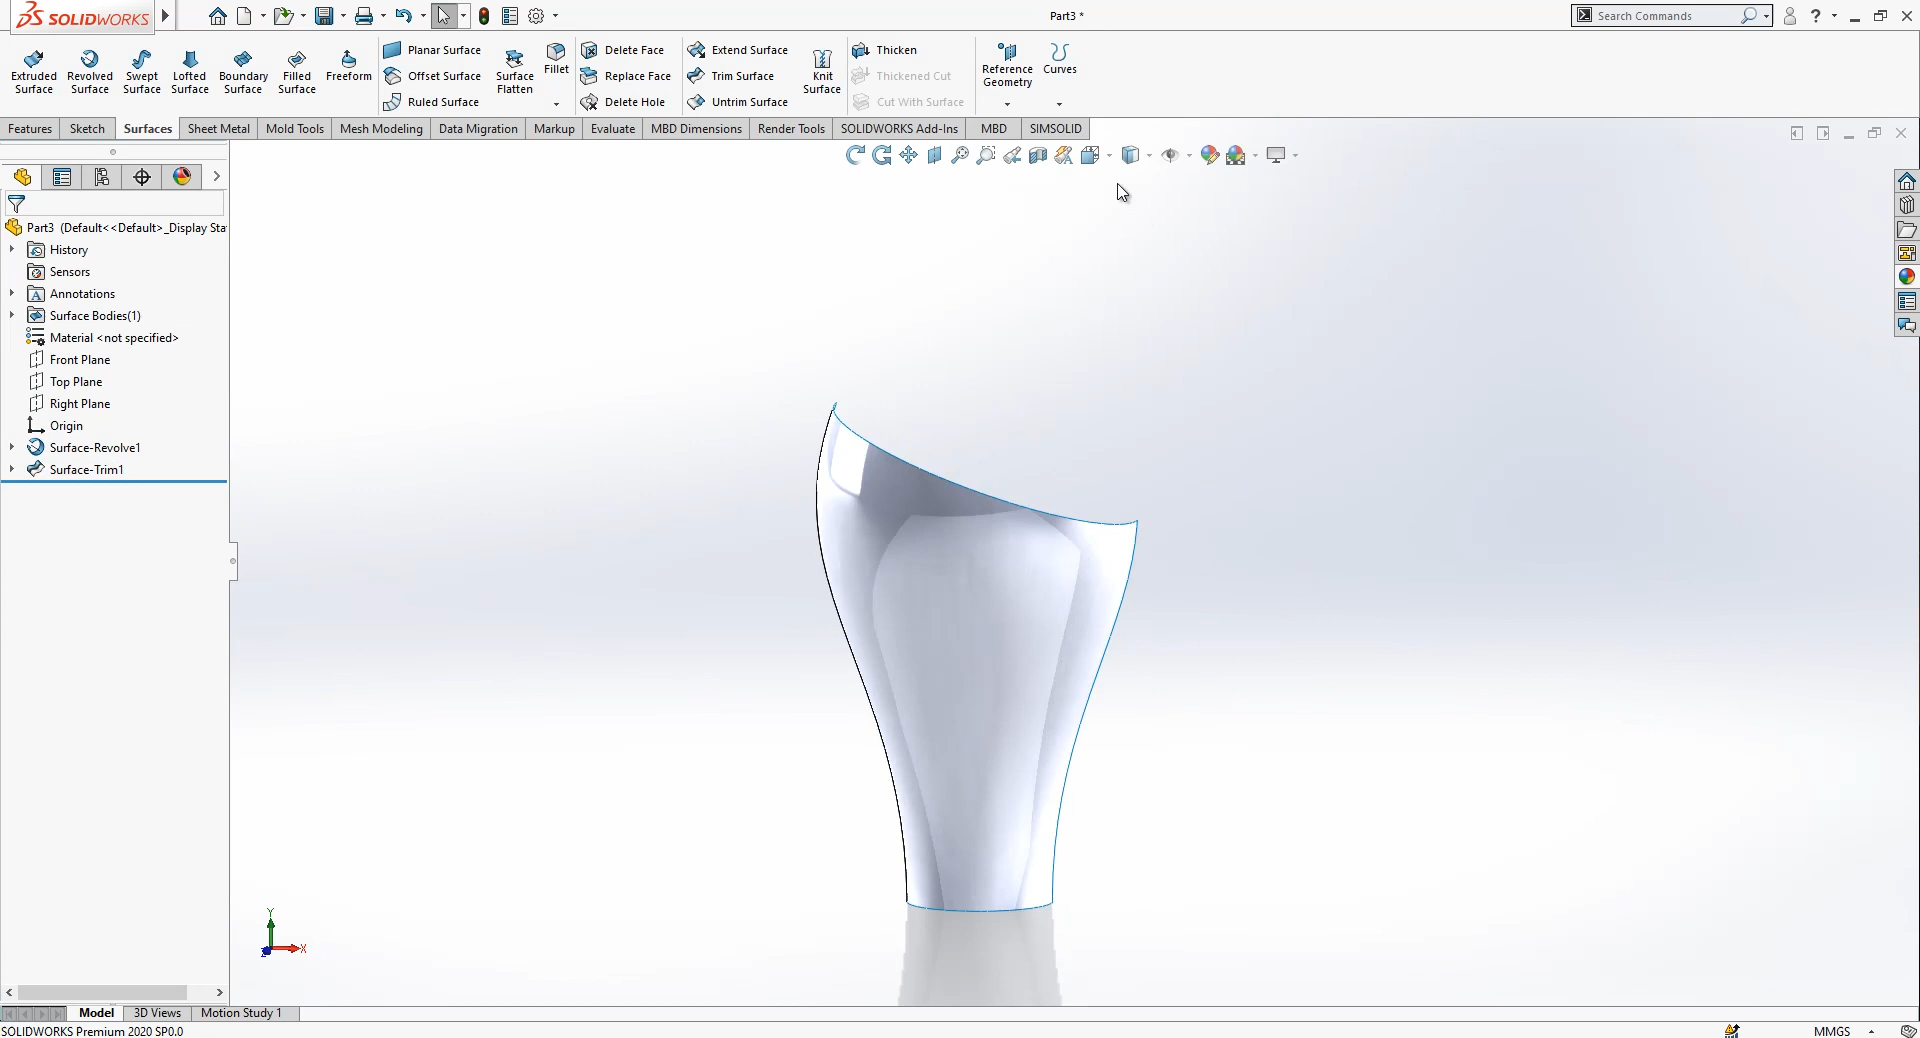 SOLIDWORKS
Part3 *
Search Commands
Extruded Surface
Revolved Surface
Swept Surface
Lofted Surface
Boundary Surface
Filled Surface
Freeform
Planar Surface
Offset Surface
Ruled Surface
Surface Flatten
Fillet
Delete Face
Replace Face
Delete Hole
Extend Surface
Trim Surface
Untrim Surface
Knit Surface
Thicken
Thickened Cut
Cut With Surface
Reference Geometry
Curves
Features
Sketch
Surfaces
Sheet Metal
Mold Tools
Mesh Modeling
Data Migration
Markup
Evaluate
MBD Dimensions
Render Tools
SOLIDWORKS Add-Ins
MBD
SIMSOLID
Part3 (Default<<Default>_Display Sta
History
Sensors
Annotations
Surface Bodies(1)
Material <not specified>
Front Plane
Top Plane
Right Plane
Origin
Surface-Revolve1
Surface-Trim1
Y
X
Z
Model
3D Views
Motion Study 1
SOLIDWORKS Premium 2020 SP0.0
MMGS